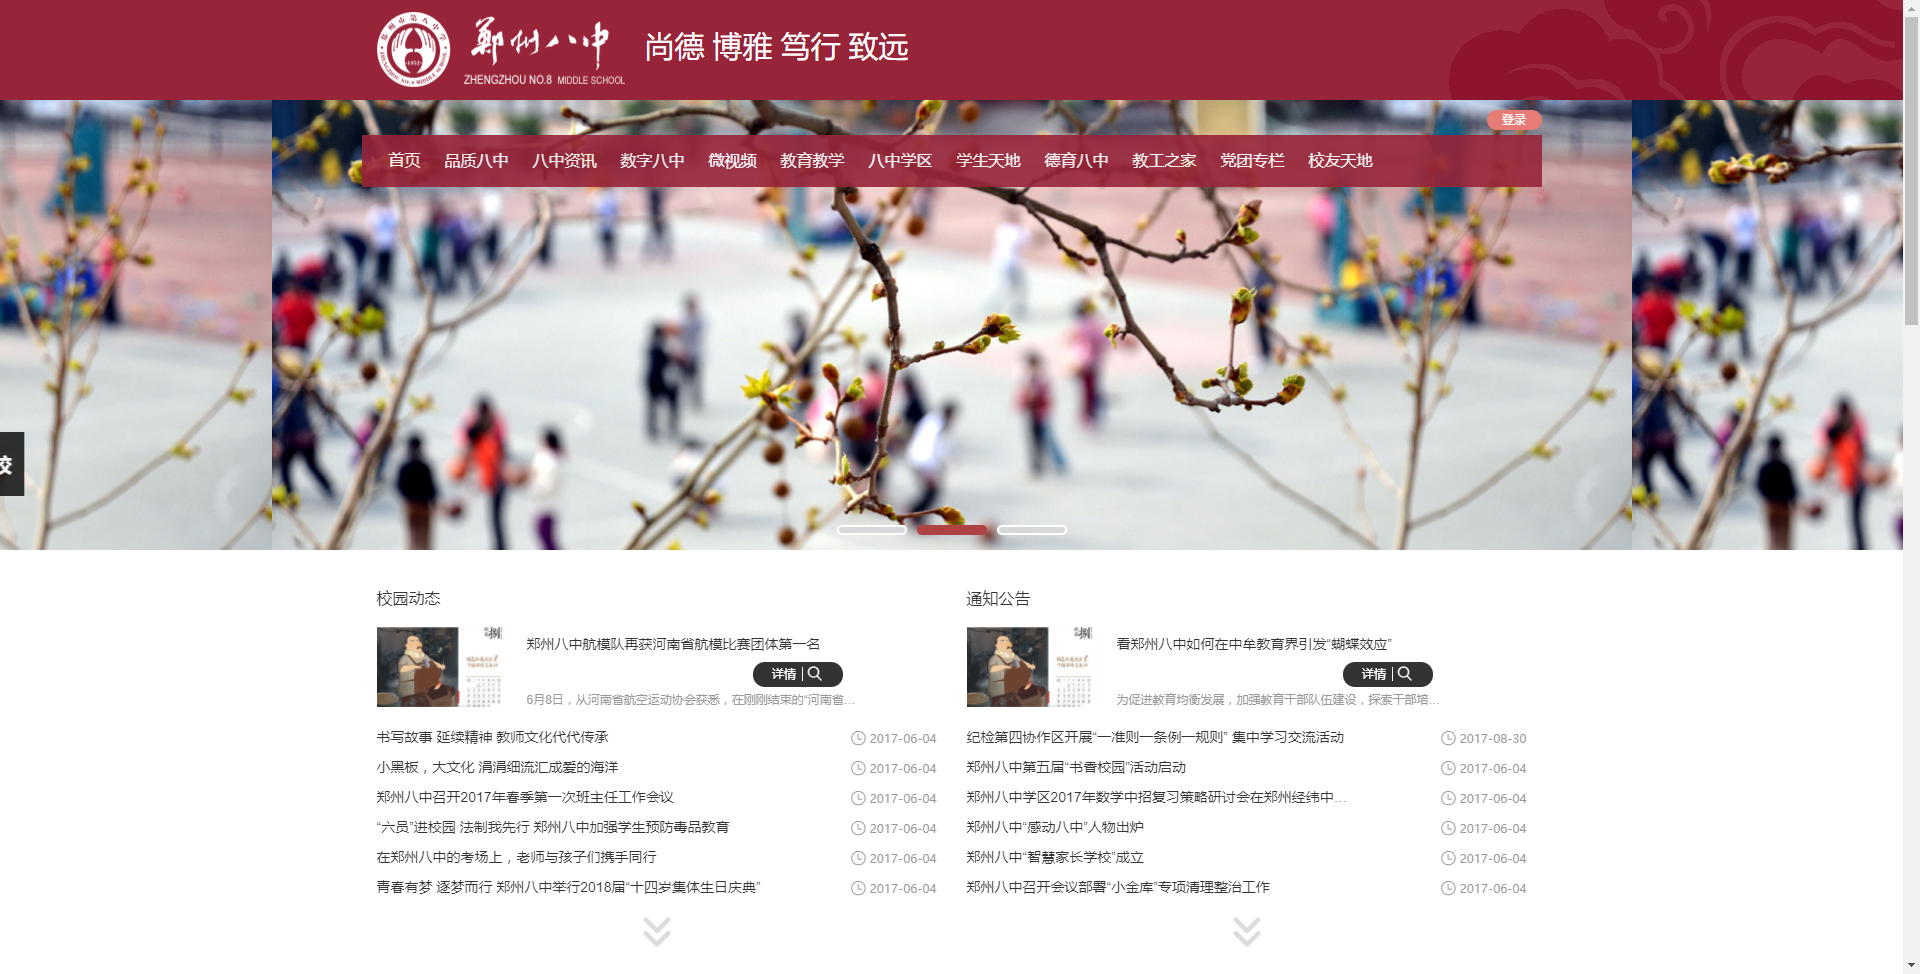 郑州市第八中学
1952
ZHENGZHOU NO.8 MIDDLE SCHOOL
郑州八中
ZHENGZHOU NO.8 MIDDLE SCHOOL
尚德 博雅 笃行 致远
登录
首页 品质八中 八中资讯 数字八中 微视频 教育教学 八中学区 学生天地 德育八中 教工之家 党团专栏 校友天地
校
校园动态
郑州八中航模队再获河南省航模比赛团体第一名
详情
6月8日，从河南省航空运动协会获悉，在刚刚结束的“河南省...
书写故事 延续精神 教师文化代代传承 2017-06-04
小黑板，大文化 涓涓细流汇成爱的海洋 2017-06-04
郑州八中召开2017年春季第一次班主任工作会议 2017-06-04
“六员”进校园 法制我先行 郑州八中加强学生预防毒品教育 2017-06-04
在郑州八中的考场上，老师与孩子们携手同行 2017-06-04
青春有梦 逐梦而行 郑州八中举行2018届“十四岁集体生日庆典” 2017-06-04
通知公告
看郑州八中如何在中牟教育界引发“蝴蝶效应”
详情
为促进教育均衡发展，加强教育干部队伍建设，探索干部培...
纪检第四协作区开展“一准则一条例一规则” 集中学习交流活动 2017-08-30
郑州八中第五届“书香校园”活动启动 2017-06-04
郑州八中学区2017年数学中招复习策略研讨会在郑州经纬中... 2017-06-04
郑州八中“感动八中”人物出炉 2017-06-04
郑州八中“智慧家长学校”成立 2017-06-04
郑州八中召开会议部署“小金库”专项清理整治工作 2017-06-04